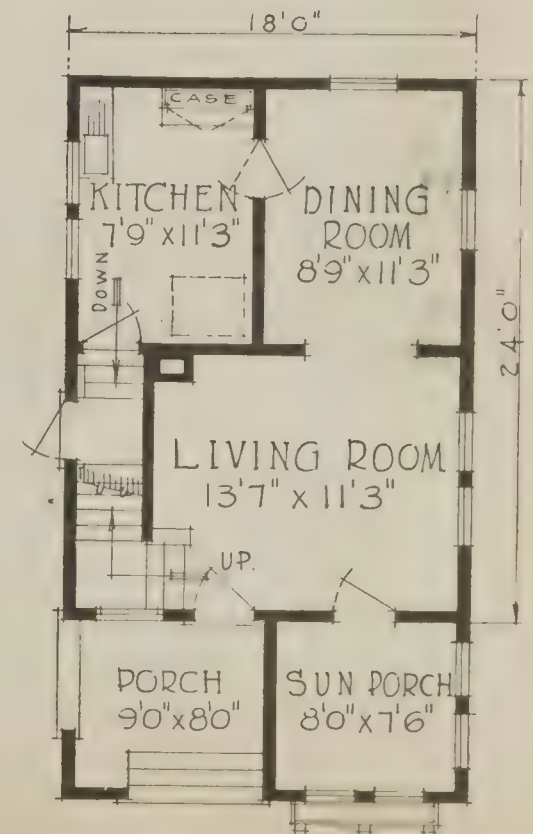 18'0"
CASE
KITCHEN
7'9" x 11'3"
DINING
ROOM
8'9" x 11'3"
DOWN
24'0"
LIVING ROOM
13'7" x 11'3"
UP.
PORCH
9'0" x 8'0"
SUN PORCH
8'0" x 7'6"